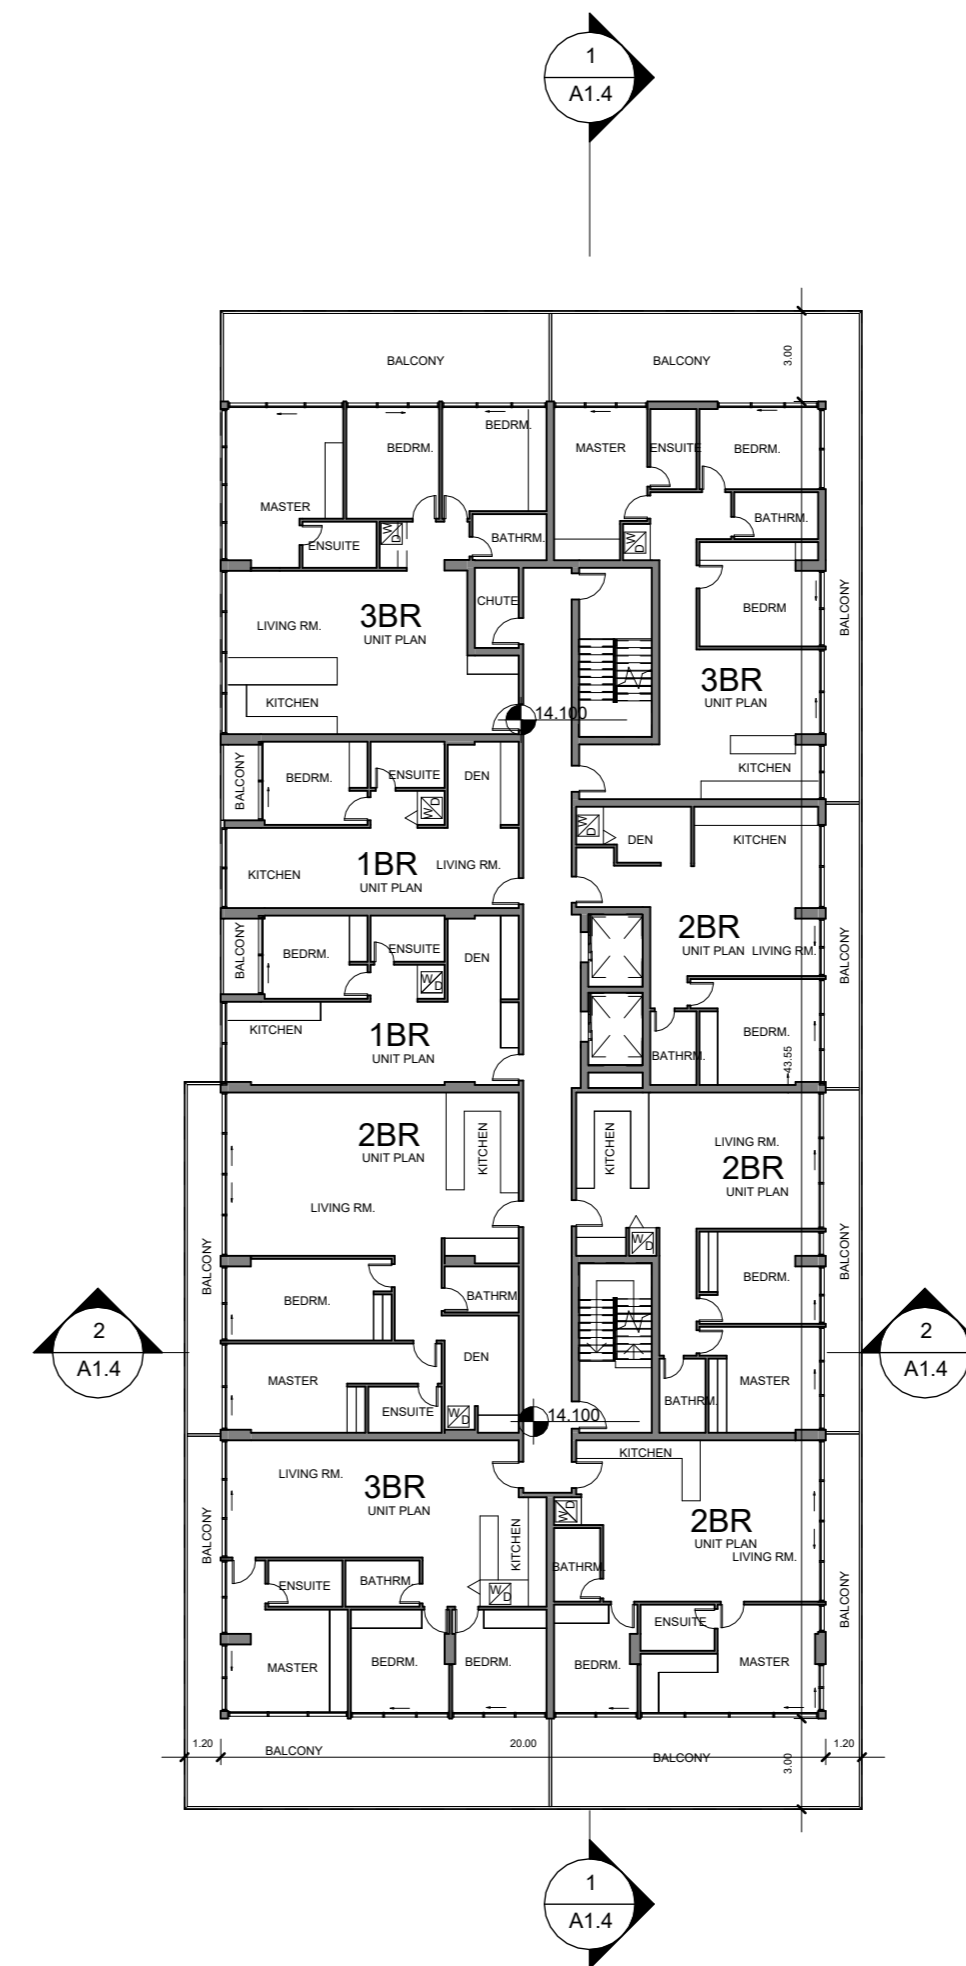 1
A1.4
BALCONY
BALCONY
3.00
BEDRM.
BEDRM.
MASTER
ENSUITE
BEDRM.
MASTER
ENSUITE
W
D
BATHRM.
W
D
BATHRM.
CHUTE
BEDRM
BALCONY
LIVING RM.
3BR
UNIT PLAN
3BR
UNIT PLAN
KITCHEN
14.100
KITCHEN
BALCONY
BEDRM.
ENSUITE
DEN
W
D
W
D
DEN
KITCHEN
1BR
UNIT PLAN
LIVING RM.
KITCHEN
2BR
UNIT PLAN
LIVING RM.
BALCONY
BALCONY
BEDRM.
ENSUITE
DEN
W
D
KITCHEN
1BR
UNIT PLAN
BATHRM.
BEDRM.
43.55
2BR
UNIT PLAN
KITCHEN
KITCHEN
LIVING RM.
2BR
UNIT PLAN
LIVING RM.
W
D
BALCONY
BALCONY
BEDRM.
BATHRM
BEDRM.
2
A1.4
2
A1.4
MASTER
ENSUITE
DEN
W
D
BATHRM.
MASTER
14.100
LIVING RM.
3BR
UNIT PLAN
KITCHEN
KITCHEN
W
D
2BR
UNIT PLAN
LIVING RM.
BALCONY
ENSUITE
BATHRM.
W
D
BATHRM.
BALCONY
ENSUITE
MASTER
BEDRM.
BEDRM.
BEDRM.
MASTER
1.20
BALCONY
20.00
BALCONY
3.00
1.20
1
A1.4